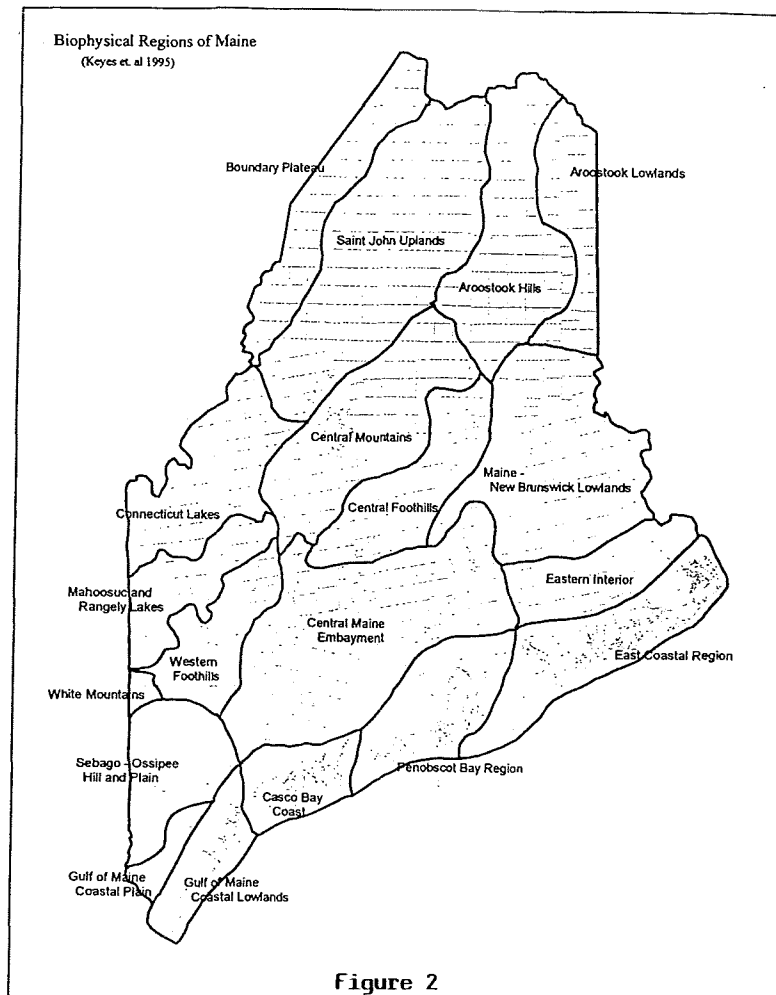 Biophysical Regions of Maine
(Keyes et. al 1995)
Boundary Plateau
Aroostook Lowlands
Saint John Uplands
Aroostook Hills
Central Mountains
Maine -
New Brunswick Lowlands
Connecticut Lakes
Central Foothills
Eastern Interior
Mahoosuc and
Rangely Lakes
Central Maine
Embayment
Western
Foothills
East Coastal Region
White Mountains
Sebago - Ossipee
Hill and Plain
Penobscot Bay Region
Casco Bay
Coast
Gulf of Maine
Coastal Plain
Gulf of Maine
Coastal Lowlands
Figure 2